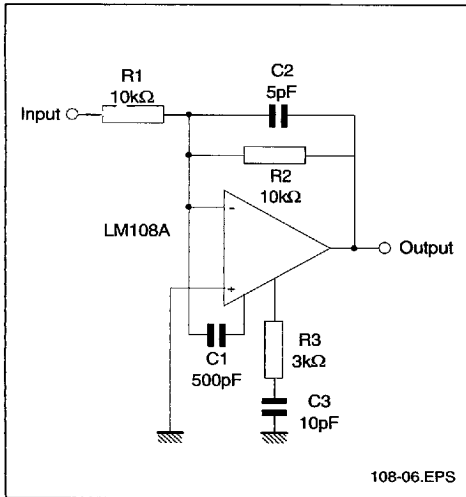 R1
10kΩ
Input
C2
5pF
R2
10kΩ
LM108A
-
+
Output
C1
500pF
R3
3kΩ
C3
10pF
108-06.EPS